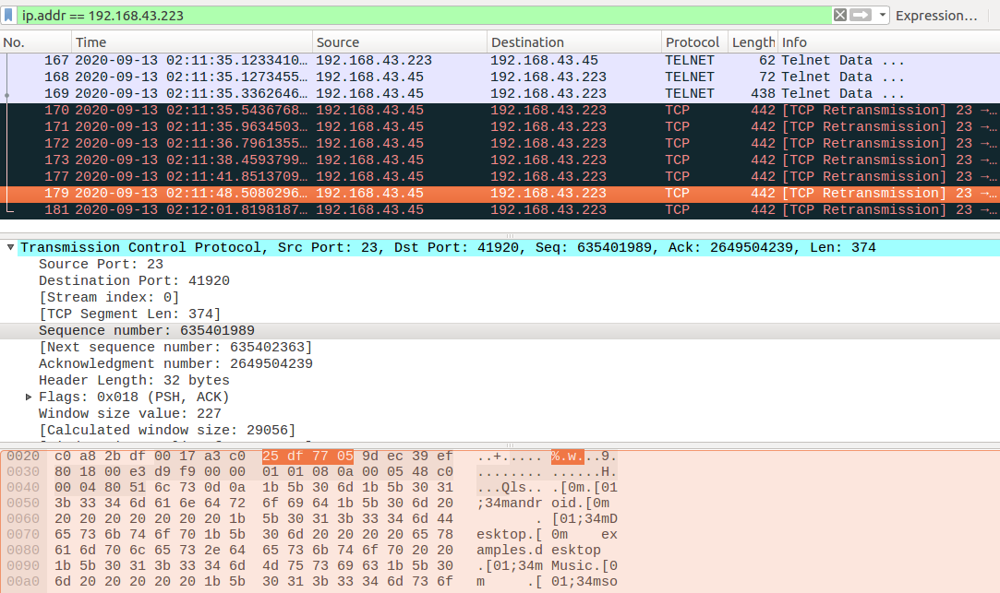 ip.addr == 192.168.43.223 Expression…
No. Time Source Destination Protocol Length Info
167 2020-09-13 02:11:35.1233410… 192.168.43.223 192.168.43.45 TELNET 62 Telnet Data ...
168 2020-09-13 02:11:35.1273455… 192.168.43.45 192.168.43.223 TELNET 72 Telnet Data ...
169 2020-09-13 02:11:35.3362646… 192.168.43.45 192.168.43.223 TELNET 438 Telnet Data ...
170 2020-09-13 02:11:35.5436768… 192.168.43.45 192.168.43.223 TCP 442 [TCP Retransmission] 23 →…
171 2020-09-13 02:11:35.9634503… 192.168.43.45 192.168.43.223 TCP 442 [TCP Retransmission] 23 →…
172 2020-09-13 02:11:36.7961355… 192.168.43.45 192.168.43.223 TCP 442 [TCP Retransmission] 23 →…
173 2020-09-13 02:11:38.4593799… 192.168.43.45 192.168.43.223 TCP 442 [TCP Retransmission] 23 →…
177 2020-09-13 02:11:41.8513709… 192.168.43.45 192.168.43.223 TCP 442 [TCP Retransmission] 23 →…
179 2020-09-13 02:11:48.5080296… 192.168.43.45 192.168.43.223 TCP 442 [TCP Retransmission] 23 →…
181 2020-09-13 02:12:01.8198187… 192.168.43.45 192.168.43.223 TCP 442 [TCP Retransmission] 23 →…
Transmission Control Protocol, Src Port: 23, Dst Port: 41920, Seq: 635401989, Ack: 2649504239, Len: 374
Source Port: 23
Destination Port: 41920
[Stream index: 0]
[TCP Segment Len: 374]
Sequence number: 635401989
[Next sequence number: 635402363]
Acknowledgment number: 2649504239
Header Length: 32 bytes
Flags: 0x018 (PSH, ACK)
Window size value: 227
[Calculated window size: 29056]
0020 c0 a8 2b df 00 17 a3 c0 25 df 77 05 9d ec 39 ef ..+..... %.w...9.
0030 80 18 00 e3 d9 f9 00 00 01 01 08 0a 00 05 48 c0 ........ ......H.
0040 00 04 80 51 6c 73 0d 0a 1b 5b 30 6d 1b 5b 30 31 ...Qls.. .[0m.[01
0050 3b 33 34 6d 61 6e 64 72 6f 69 64 1b 5b 30 6d 20 ;34mandr oid.[0m
0060 20 20 20 20 20 20 20 1b 5b 30 31 3b 33 34 6d 44 . [01;34mD
0070 65 73 6b 74 6f 70 1b 5b 30 6d 20 20 20 20 65 78 esktop.[ 0m ex
0080 61 6d 70 6c 65 73 2e 64 65 73 6b 74 6f 70 20 20 amples.d esktop
0090 1b 5b 30 31 3b 33 34 6d 4d 75 73 69 63 1b 5b 30 .[01;34m Music.[0
00a0 6d 20 20 20 20 20 1b 5b 30 31 3b 33 34 6d 73 6f m .[ 01;34mso